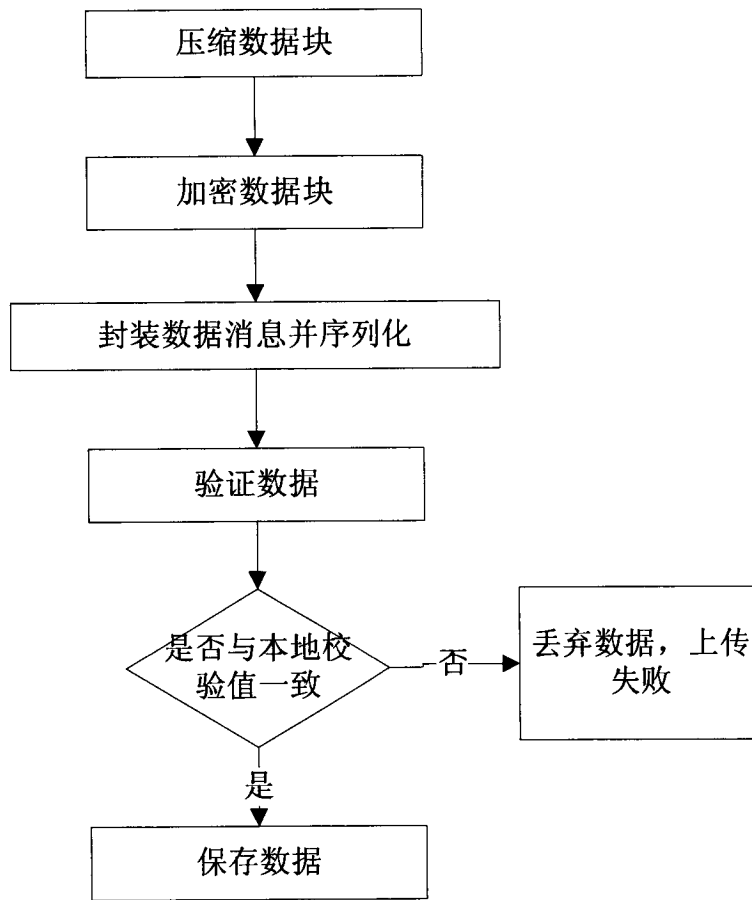 压缩数据块
加密数据块
封装数据消息并序列化
验证数据
是否与本地校
验值一致
否
丢弃数据，上传
失败
是
保存数据